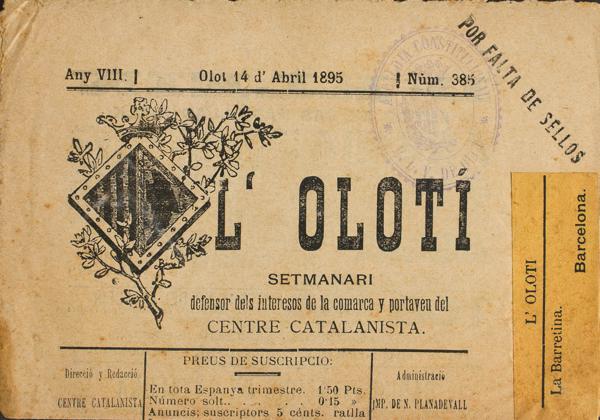 Any VIII.
Olot 14 d' Abril 1895
Núm. 385
POR FALTA DE SELLOS
L' OLOTÍ
SETMANARI
defensor dels interesos de la comarca y portaveu del
CENTRE CATALANISTA.
Direcció y Redacció
CENTRE CATALANISTA
PREUS DE SUSCRIPCIO:
En tota Espanya trimestre. 1'50 Pts.
Número solt.. . . . . 0'15 »
Anuncis: suscriptors 5 cénts. ratlla
Administració
IMP. DE N. PLANADEVALL
L' OLOTI
La Barretina.
Barcelona.